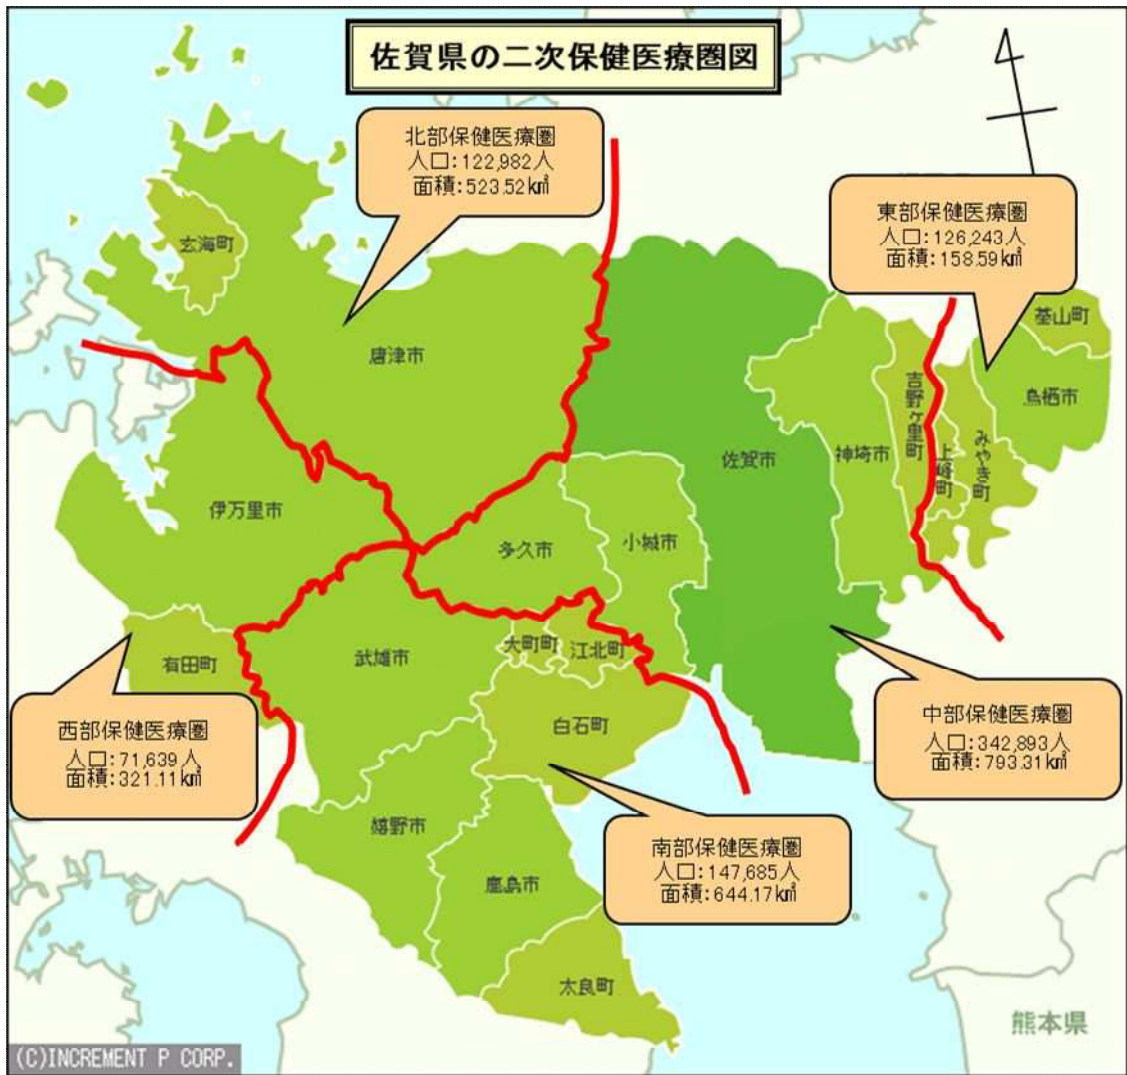 佐賀県の二次保健医療圏図
北部保健医療圏
人口:122,982人
面積:523.52㎢
東部保健医療圏
人口:126,243人
面積:158.59㎢
玄海町
基山町
唐津市
鳥栖市
吉野ヶ里町
みやき町
上峰町
神埼市
佐賀市
伊万里市
多久市
小城市
有田町
武雄市
大町町
江北町
西部保健医療圏
人口:71,639人
面積:321.11㎢
白石町
中部保健医療圏
人口:342,893人
面積:793.31㎢
嬉野市
南部保健医療圏
人口:147,685人
面積:644.17㎢
鹿島市
太良町
熊本県
(C)INCREMENT P CORP.